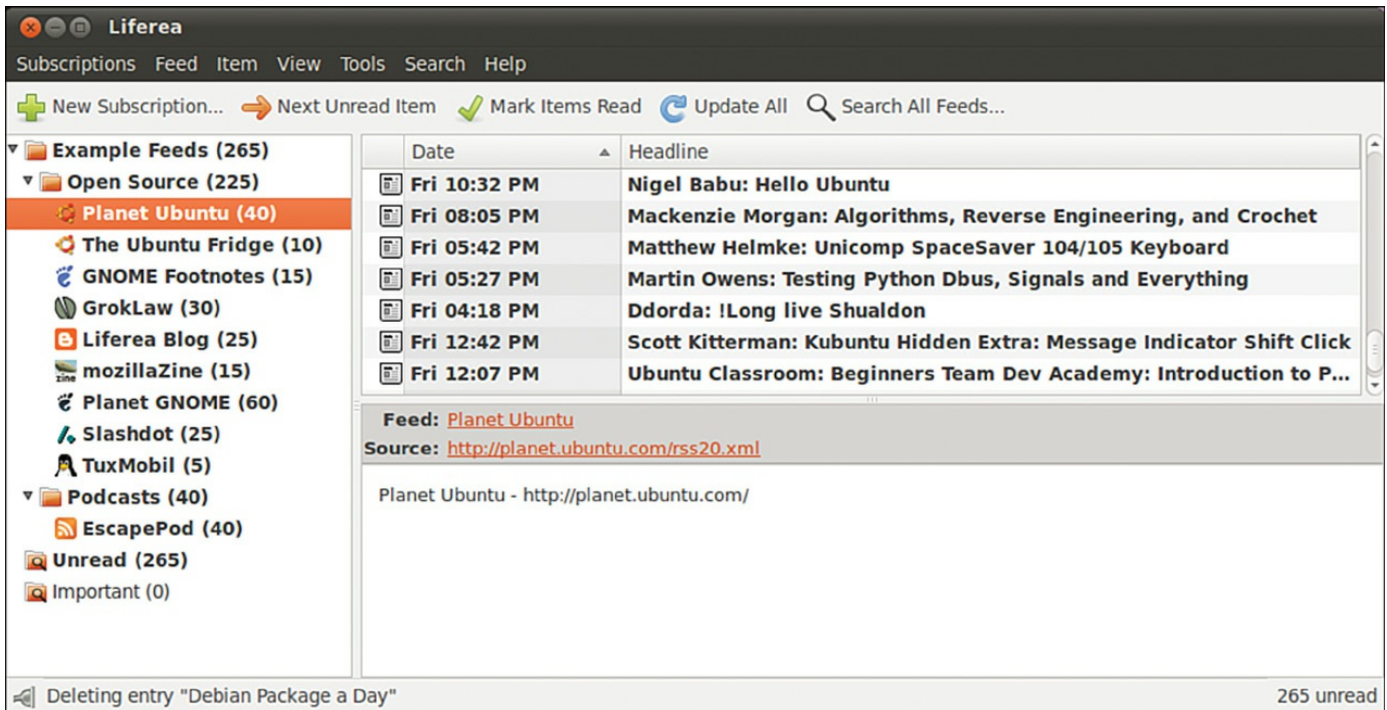 Liferea
Subscriptions Feed Item View Tools Search Help
New Subscription... Next Unread Item Mark Items Read Update All Search All Feeds...
Example Feeds (265)
Open Source (225)
Planet Ubuntu (40)
The Ubuntu Fridge (10)
GNOME Footnotes (15)
GrokLaw (30)
Liferea Blog (25)
mozillaZine (15)
Planet GNOME (60)
Slashdot (25)
TuxMobil (5)
Podcasts (40)
EscapePod (40)
Unread (265)
Important (0)
Date Headline
Fri 10:32 PM Nigel Babu: Hello Ubuntu
Fri 08:05 PM Mackenzie Morgan: Algorithms, Reverse Engineering, and Crochet
Fri 05:42 PM Matthew Helmke: Unicomp SpaceSaver 104/105 Keyboard
Fri 05:27 PM Martin Owens: Testing Python Dbus, Signals and Everything
Fri 04:18 PM Ddorda: !Long live Shualdon
Fri 12:42 PM Scott Kitterman: Kubuntu Hidden Extra: Message Indicator Shift Click
Fri 12:07 PM Ubuntu Classroom: Beginners Team Dev Academy: Introduction to P...
Feed: Planet Ubuntu
Source: http://planet.ubuntu.com/rss20.xml
Planet Ubuntu - http://planet.ubuntu.com/
Deleting entry "Debian Package a Day" 265 unread